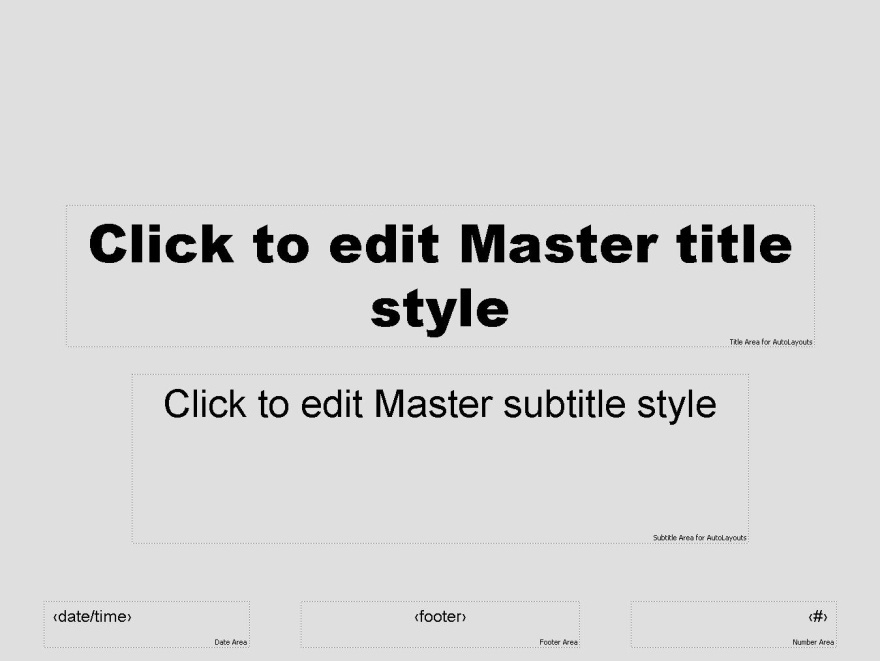 Click to edit Master title
style
Title Area for AutoLayouts
Click to edit Master subtitle style
Subtitle Area for AutoLayouts
‹date/time›
Date Area
‹footer›
Footer Area
‹#›
Number Area